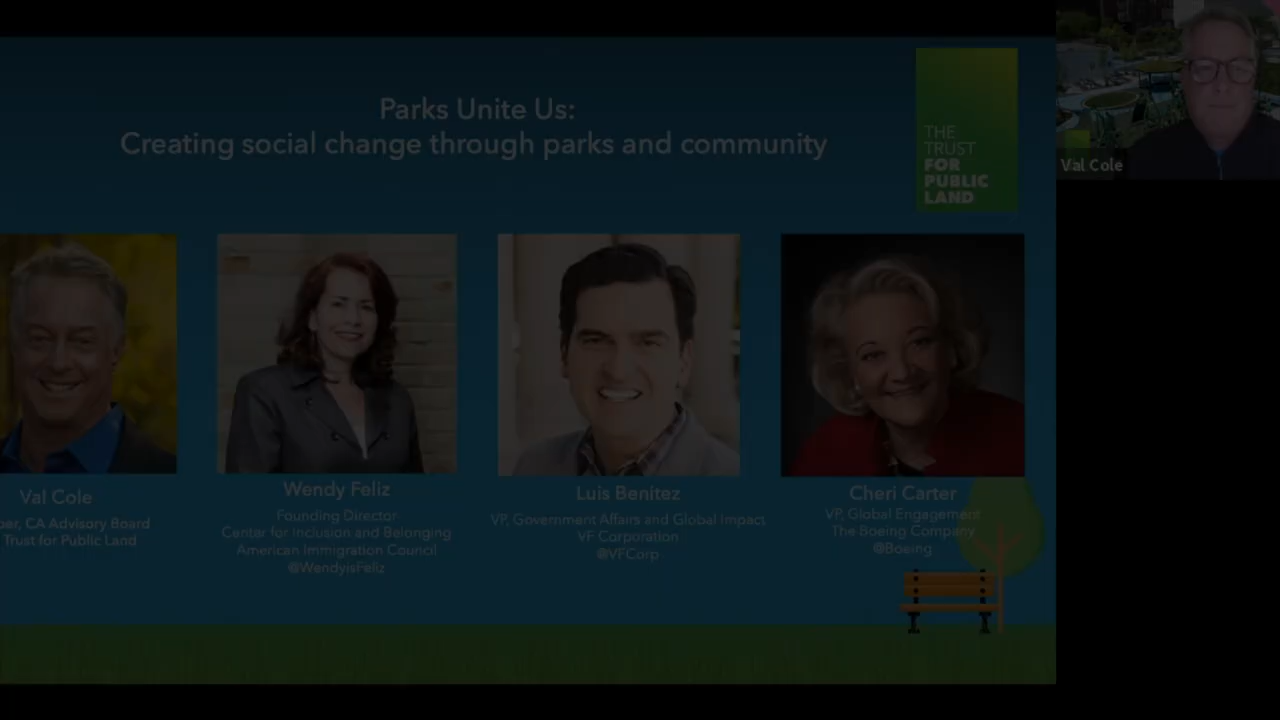 Parks Unite Us:
Creating social change through parks and community
THE
TRUST
FOR
PUBLIC
LAND
Val Cole
Val Cole
CA Advisory Board
Trust for Public Land
Wendy Feliz
Founding Director
Center for Inclusion and Belonging
American Immigration Council
@WendyisFeliz
Luis Benitez
VP, Government Affairs and Global Impact
VF Corporation
@VFCorp
Cheri Carter
VP, Global Engagement
The Boeing Company
@Boeing